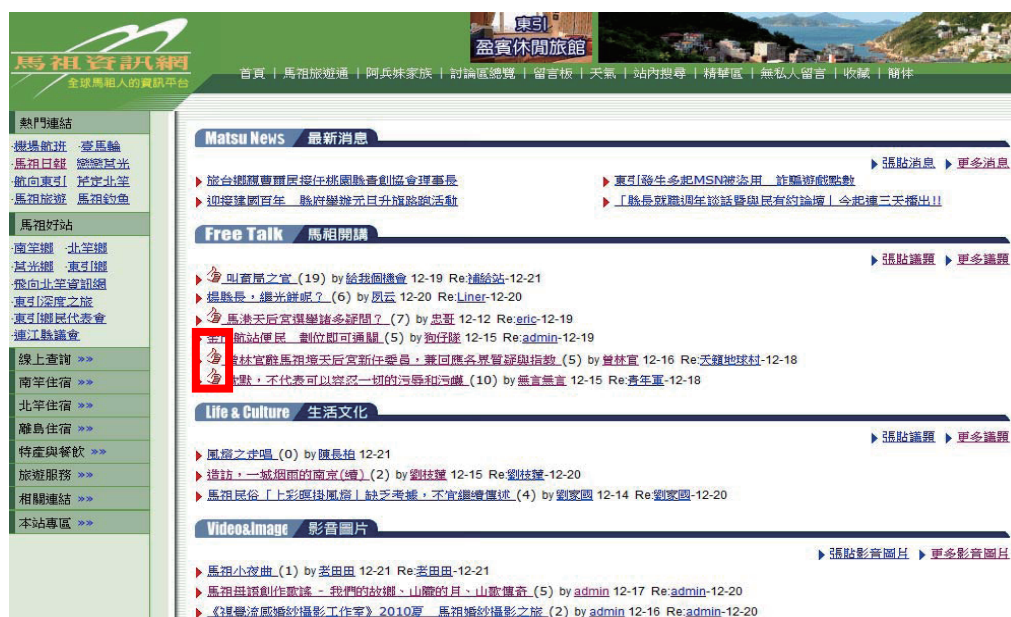 東引
盈賓休閒旅館
馬祖資訊網
全球馬祖人的資訊平台
首頁 | 馬祖旅遊通 | 阿兵妹家族 | 討論區總覽 | 留言板 | 天氣 | 站內搜尋 | 精華區 | 無私人留言 | 收藏 | 簡体
熱門連結
·機場航班 ·臺馬輪
·馬祖日報 戀戀莒光
·航向東引 芹定北竿
·馬祖旅遊 馬祖釣魚
馬祖好站
·南竿鄉 ·北竿鄉
·莒光鄉 ·東引鄉
·飛向北竿資訊網
·東引深度之旅
·東引鄉民代表會
·連江縣議會
線上查詢 »»
南竿住宿 »»
北竿住宿 »»
離島住宿 »»
特產與餐飲 »»
旅遊服務 »»
相關連結 »»
本站專區 »»
Matsu News 最新消息
張貼消息 更多消息
旅台鄉親曹爾民接任桃園縣青創協會理事長
東引發生多起MSN被盜用 詐騙遊戲點數
迎接建國百年 縣府舉辦元旦升旗路跑活動
「縣長就職週年談話暨與民有約論壇」今起連三天播出!!
Free Talk 馬祖開講
張貼議題 更多議題
叫畜局之官 (19) by 給我個機會 12-19 Re:補給站-12-21
楊縣長，繼光餅呢？ (6) by 夙云 12-20 Re:Liner-12-20
馬港天后宮選舉諸多疑問？ (7) by 忠哥 12-12 Re:eric-12-19
航站便民 劃位即可通關 (5) by 狗仔隊 12-15 Re:admin-12-19
林官辭馬祖境天后宮新任委員，兼回應各界質疑與指教 (5) by 曾林官 12-16 Re:天籟地球村-12-18
默，不代表可以容忍一切的污辱和污衊 (10) by 無言無言 12-15 Re:青年軍-12-18
Life & Culture 生活文化
張貼議題 更多議題
風燈之走唱 (0) by 陳長柏 12-21
造訪，一城烟雨的南京(續) (2) by 劉枝蓮 12-15 Re:劉枝蓮-12-20
馬祖民俗「上彩暝掛風燈」缺乏考據，不宜繼續傳述 (4) by 劉家國 12-14 Re:劉家國-12-20
Video&Image 影音圖片
張貼影音圖片 更多影音圖片
馬祖小夜曲 (1) by 老田田 12-21 Re:老田田-12-21
馬祖母語創作歌謠 - 我們的故鄉、山隴的月、山歌傳奇 (5) by admin 12-17 Re:admin-12-20
《視覺流感婚紗攝影工作室》2010夏 馬祖婚紗攝影之旅 (2) by admin 12-16 Re:admin-12-20